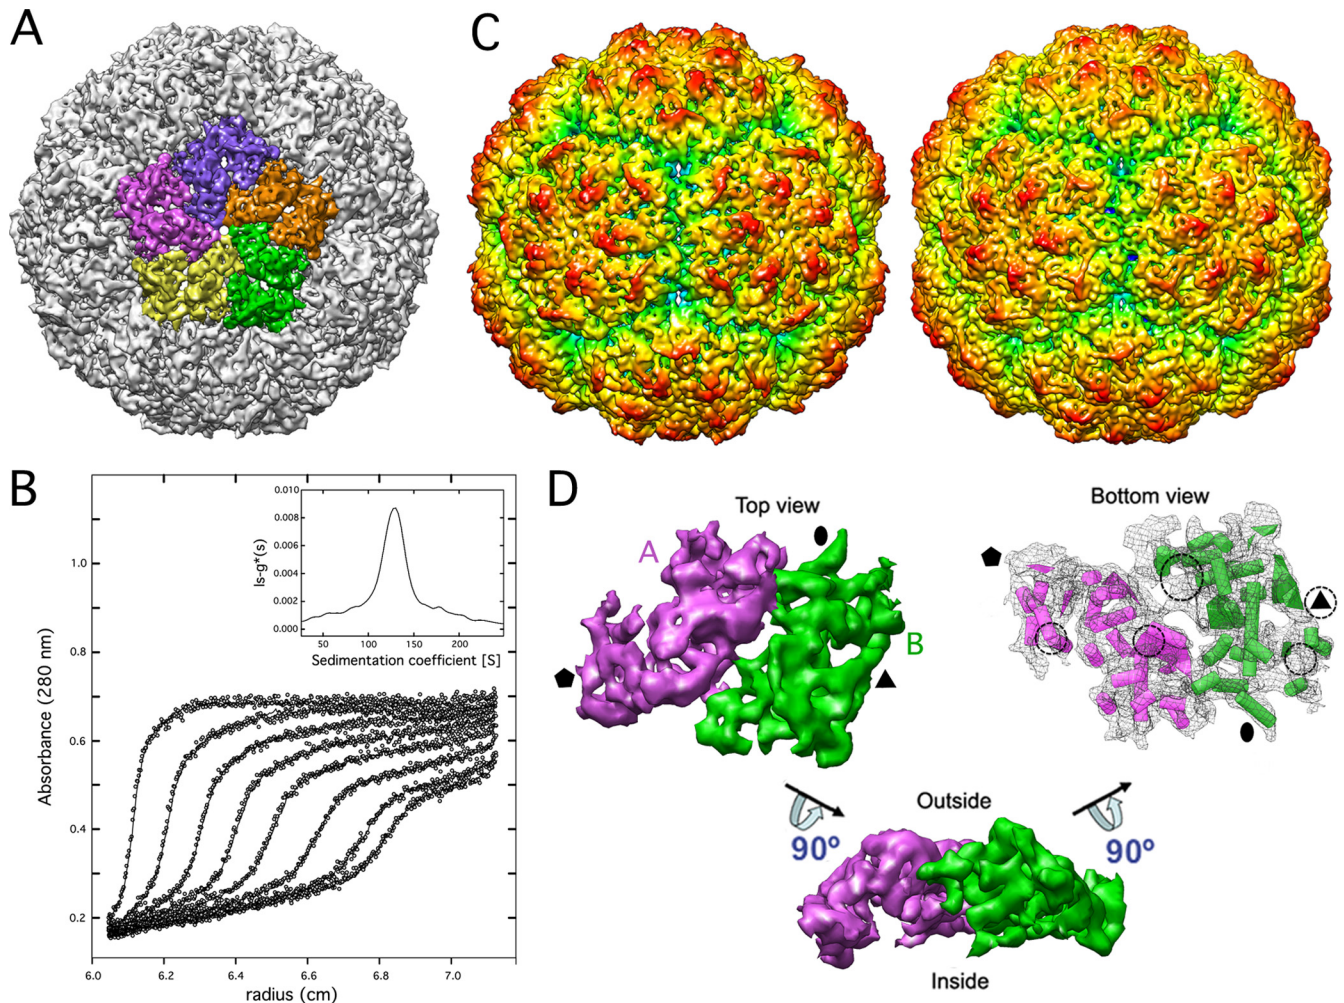 A
C
B
0.010
0.008
0.006
0.004
0.002
0.000
ls-g*(s)
50
100
150
200
Sedimentation coefficient [S]
1.0
0.8
0.6
0.4
0.2
Absorbance (280 nm)
6.0
6.2
6.4
6.6
6.8
7.0
radius (cm)
D
Top view
A
B
Bottom view
90º
Outside
90º
Inside